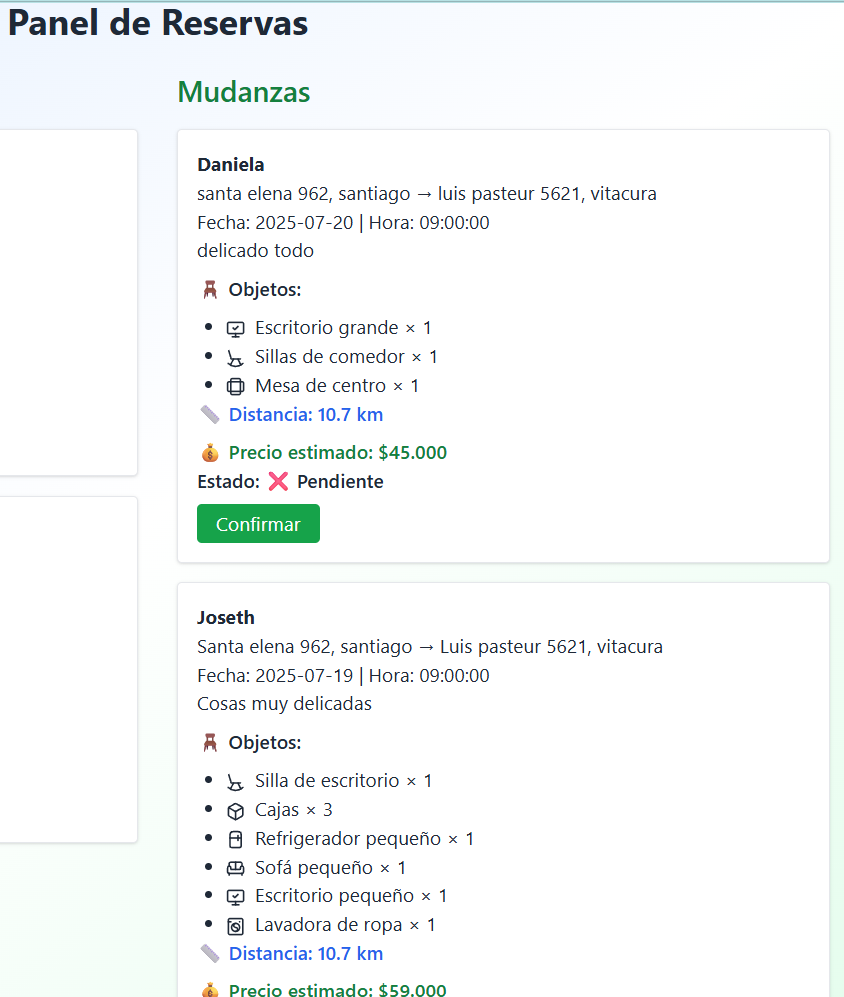 Panel de Reservas
Mudanzas
Daniela
santa elena 962, santiago → luis pasteur 5621, vitacura
Fecha: 2025-07-20 | Hora: 09:00:00
delicado todo
Objetos:
• Escritorio grande × 1
• Sillas de comedor × 1
• Mesa de centro × 1
Distancia: 10.7 km
Precio estimado: $45.000
Estado: ❌ Pendiente
Confirmar
Joseth
Santa elena 962, santiago → Luis pasteur 5621, vitacura
Fecha: 2025-07-19 | Hora: 09:00:00
Cosas muy delicadas
Objetos:
• Silla de escritorio × 1
• Cajas × 3
• Refrigerador pequeño × 1
• Sofá pequeño × 1
• Escritorio pequeño × 1
• Lavadora de ropa × 1
Distancia: 10.7 km
Precio estimado: $59.000